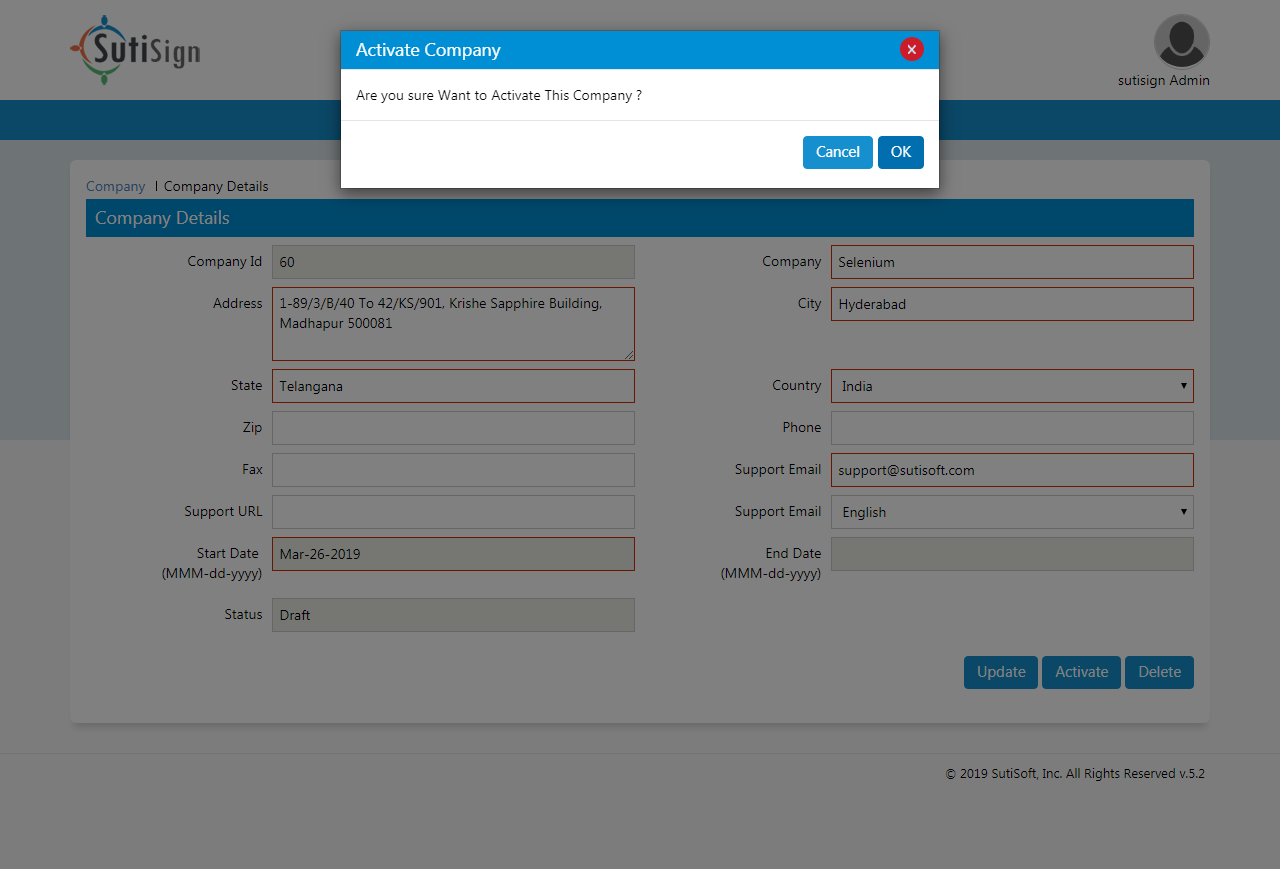 SutiSign
sutisign Admin
Activate Company
Are you sure Want to Activate This Company ?
Cancel OK
Company | Company Details
Company Details
Company Id 60 Company Selenium
Address 1-89/3/B/40 To 42/KS/901, Krishe Sapphire Building,
Madhapur 500081
City Hyderabad
State Telangana Country India
Zip Phone
Fax Support Email support@sutisoft.com
Support URL Support Email English
Start Date Mar-26-2019 End Date
(MMM-dd-yyyy) (MMM-dd-yyyy)
Status Draft
Update Activate Delete
© 2019 SutiSoft, Inc. All Rights Reserved v.5.2